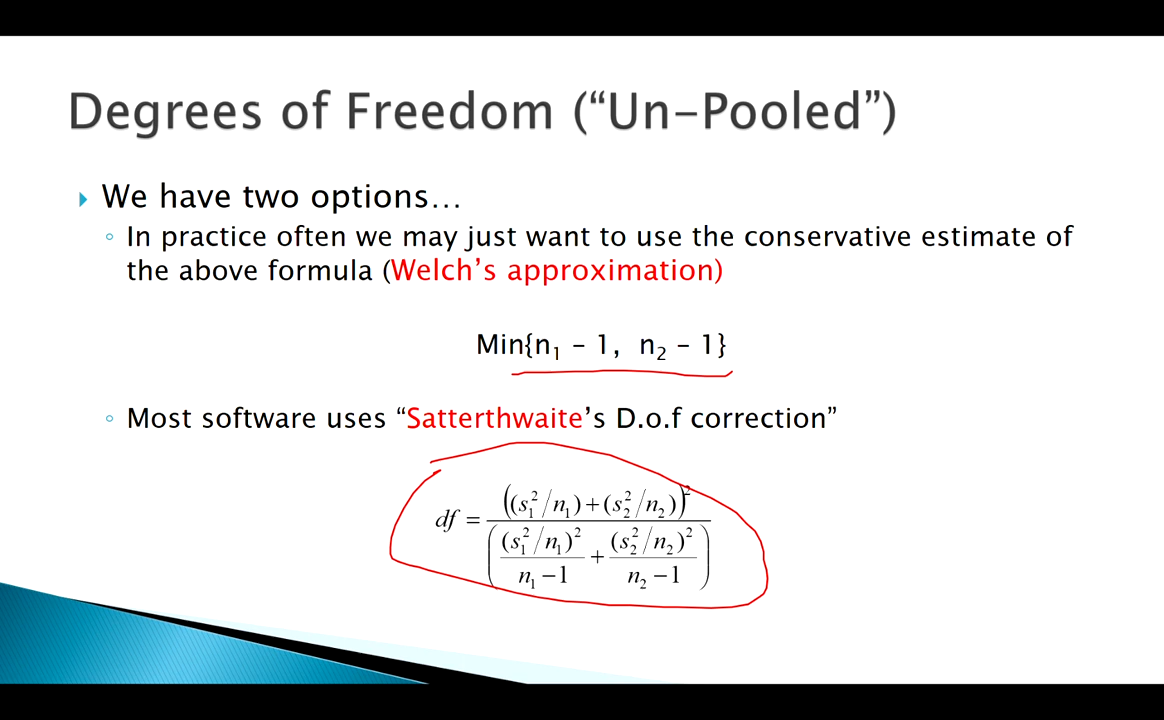 Degrees of Freedom (“Un-Pooled”)
We have two options…
In practice often we may just want to use the conservative estimate of
the above formula (Welch’s approximation)
Min{n₁ – 1, n₂ – 1}
Most software uses “Satterthwaite’s D.o.f correction”
df = ((s₁²/n₁)+(s₂²/n₂))² / ((s₁²/n₁)²/(n₁−1) + (s₂²/n₂)²/(n₂−1))